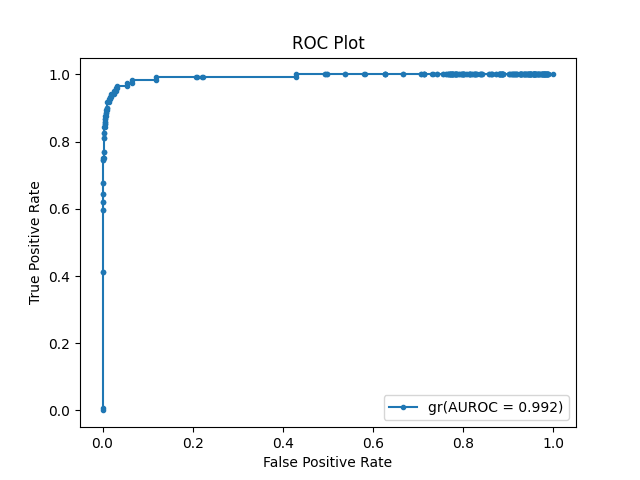 ROC Plot
1.0
0.8
0.6
0.4
0.2
0.0
True Positive Rate
0.0 0.2 0.4 0.6 0.8 1.0
False Positive Rate
gr(AUROC = 0.992)